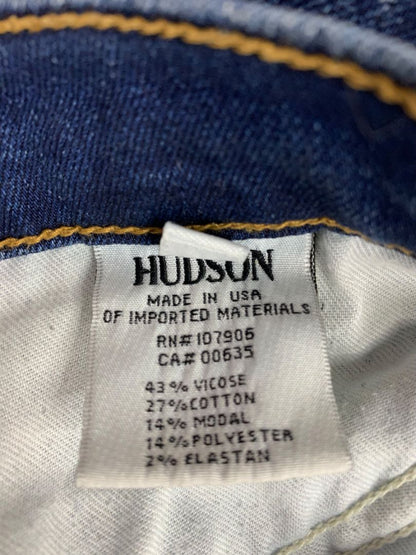 HUDSON
MADE IN USA
OF IMPORTED MATERIALS
RN# 107906
CA# 00635
43% VICOSE
27% COTTON
14% MODAL
14% POLYESTER
2% ELASTAN